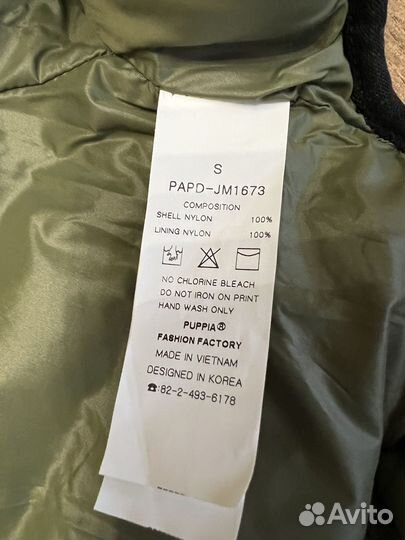 S
PAPD-JM1673
COMPOSITION
SHELL NYLON 100%
LINING NYLON 100%
NO CHLORINE BLEACH
DO NOT IRON ON PRINT
HAND WASH ONLY
PUPPIA®
FASHION FACTORY
MADE IN VIETNAM
DESIGNED IN KOREA
☎:82-2-493-6178
Avito